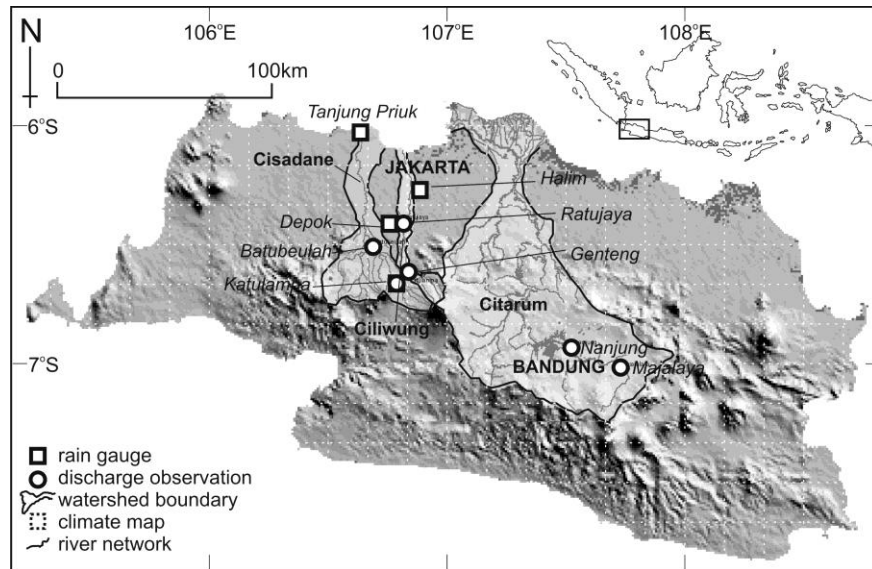 106°E 107°E 108°E
N
0 100km
Tanjung Priuk
6°S
Cisadane
JAKARTA
Halim
Depok
Ratujaya
Batubeulah
Genteng
Katulampa
Citarum
Ciliwung
Nanjung
7°S
BANDUNG
Majalaya
rain gauge
discharge observation
watershed boundary
climate map
river network